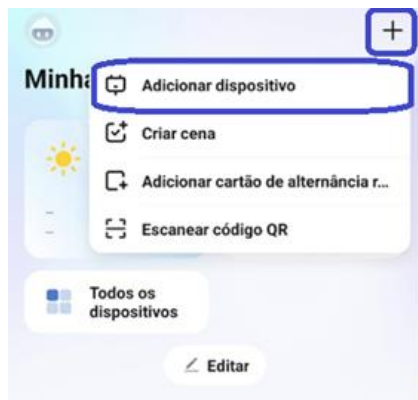 +
Minha
Adicionar dispositivo
Criar cena
Adicionar cartão de alternância r...
Escanear código QR
Todos os
dispositivos
Editar